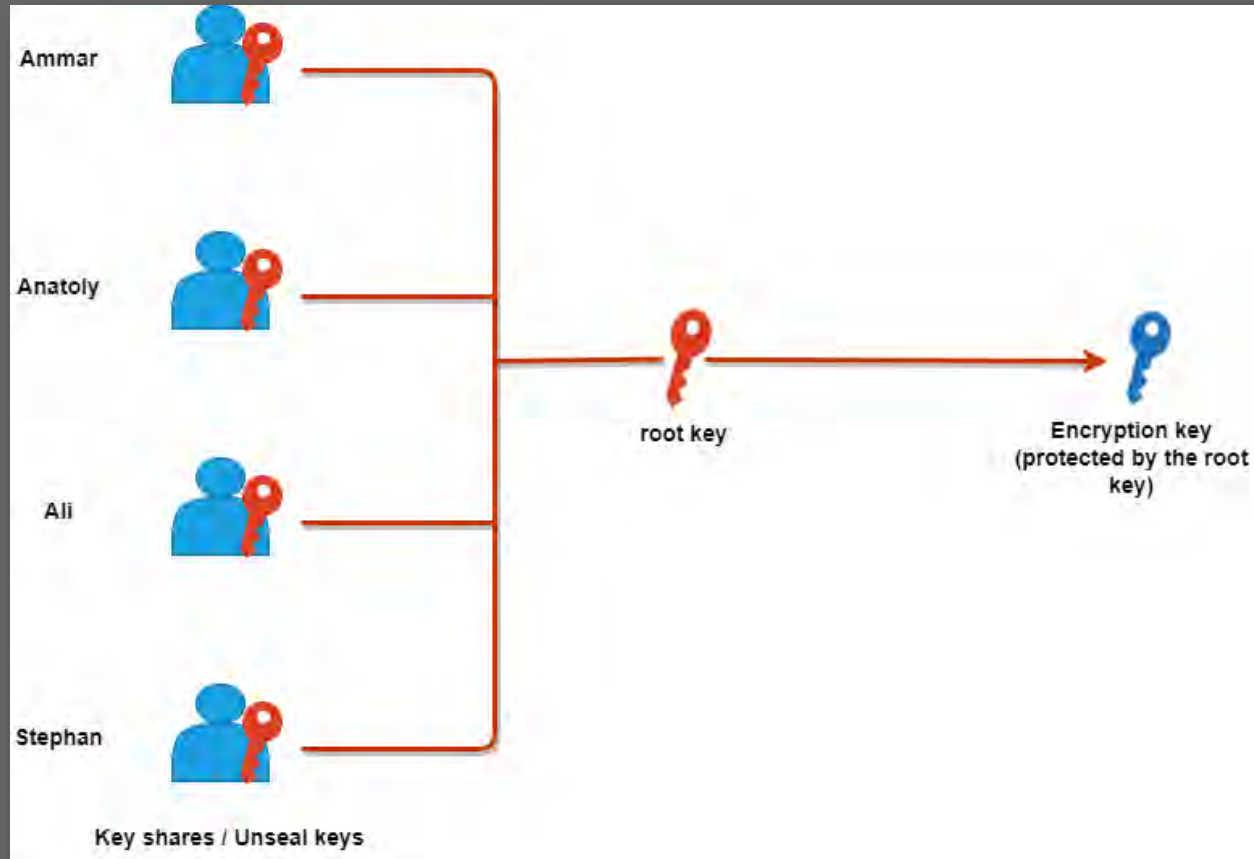 Ammar
Anatoly
root key
Encryption key
(protected by the root
key)
Ali
Stephan
Key shares / Unseal keys